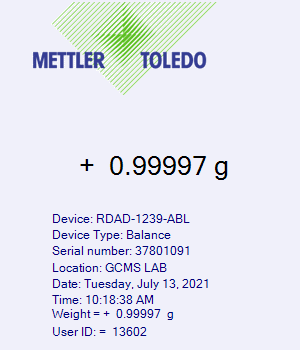 METTLER TOLEDO
+ 0.99997 g
Device: RDAD-1239-ABL
Device Type: Balance
Serial number: 37801091
Location: GCMS LAB
Date: Tuesday, July 13, 2021
Time: 10:18:38 AM
Weight = + 0.99997 g
User ID: = 13602